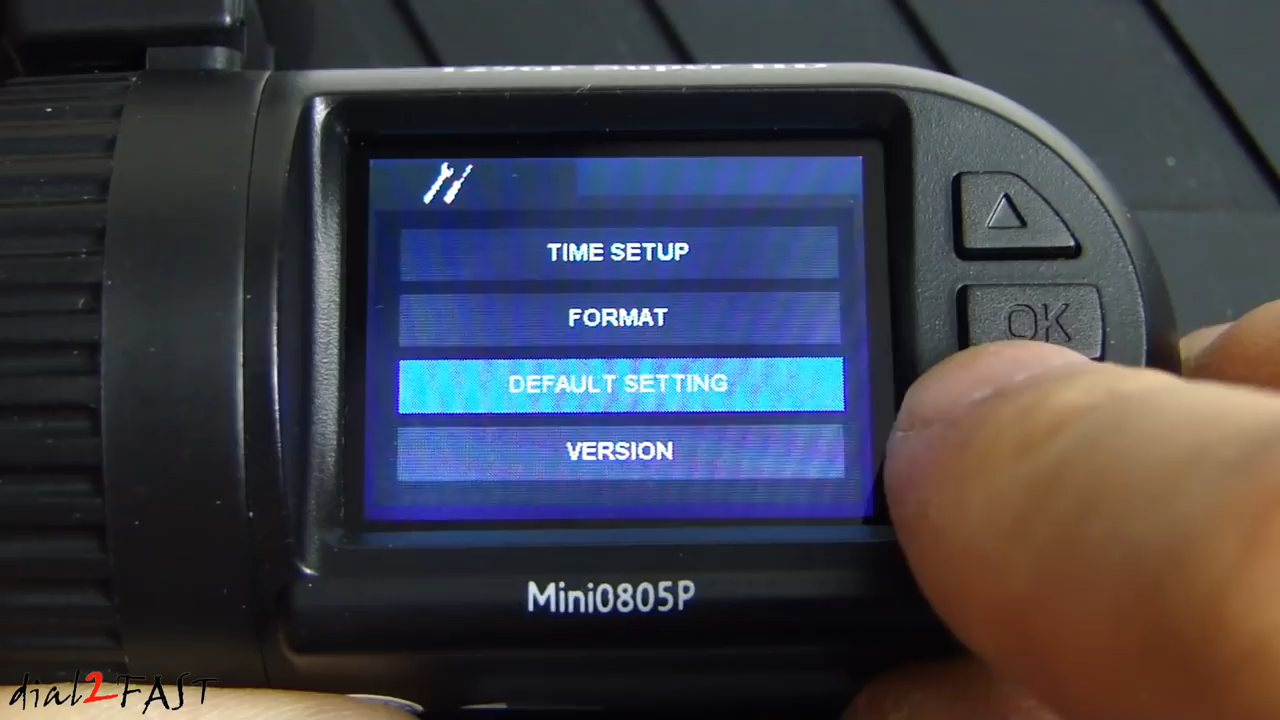 TIME SETUP
FORMAT
DEFAULT SETTING
VERSION
OK
Mini0805P
dial2FAST